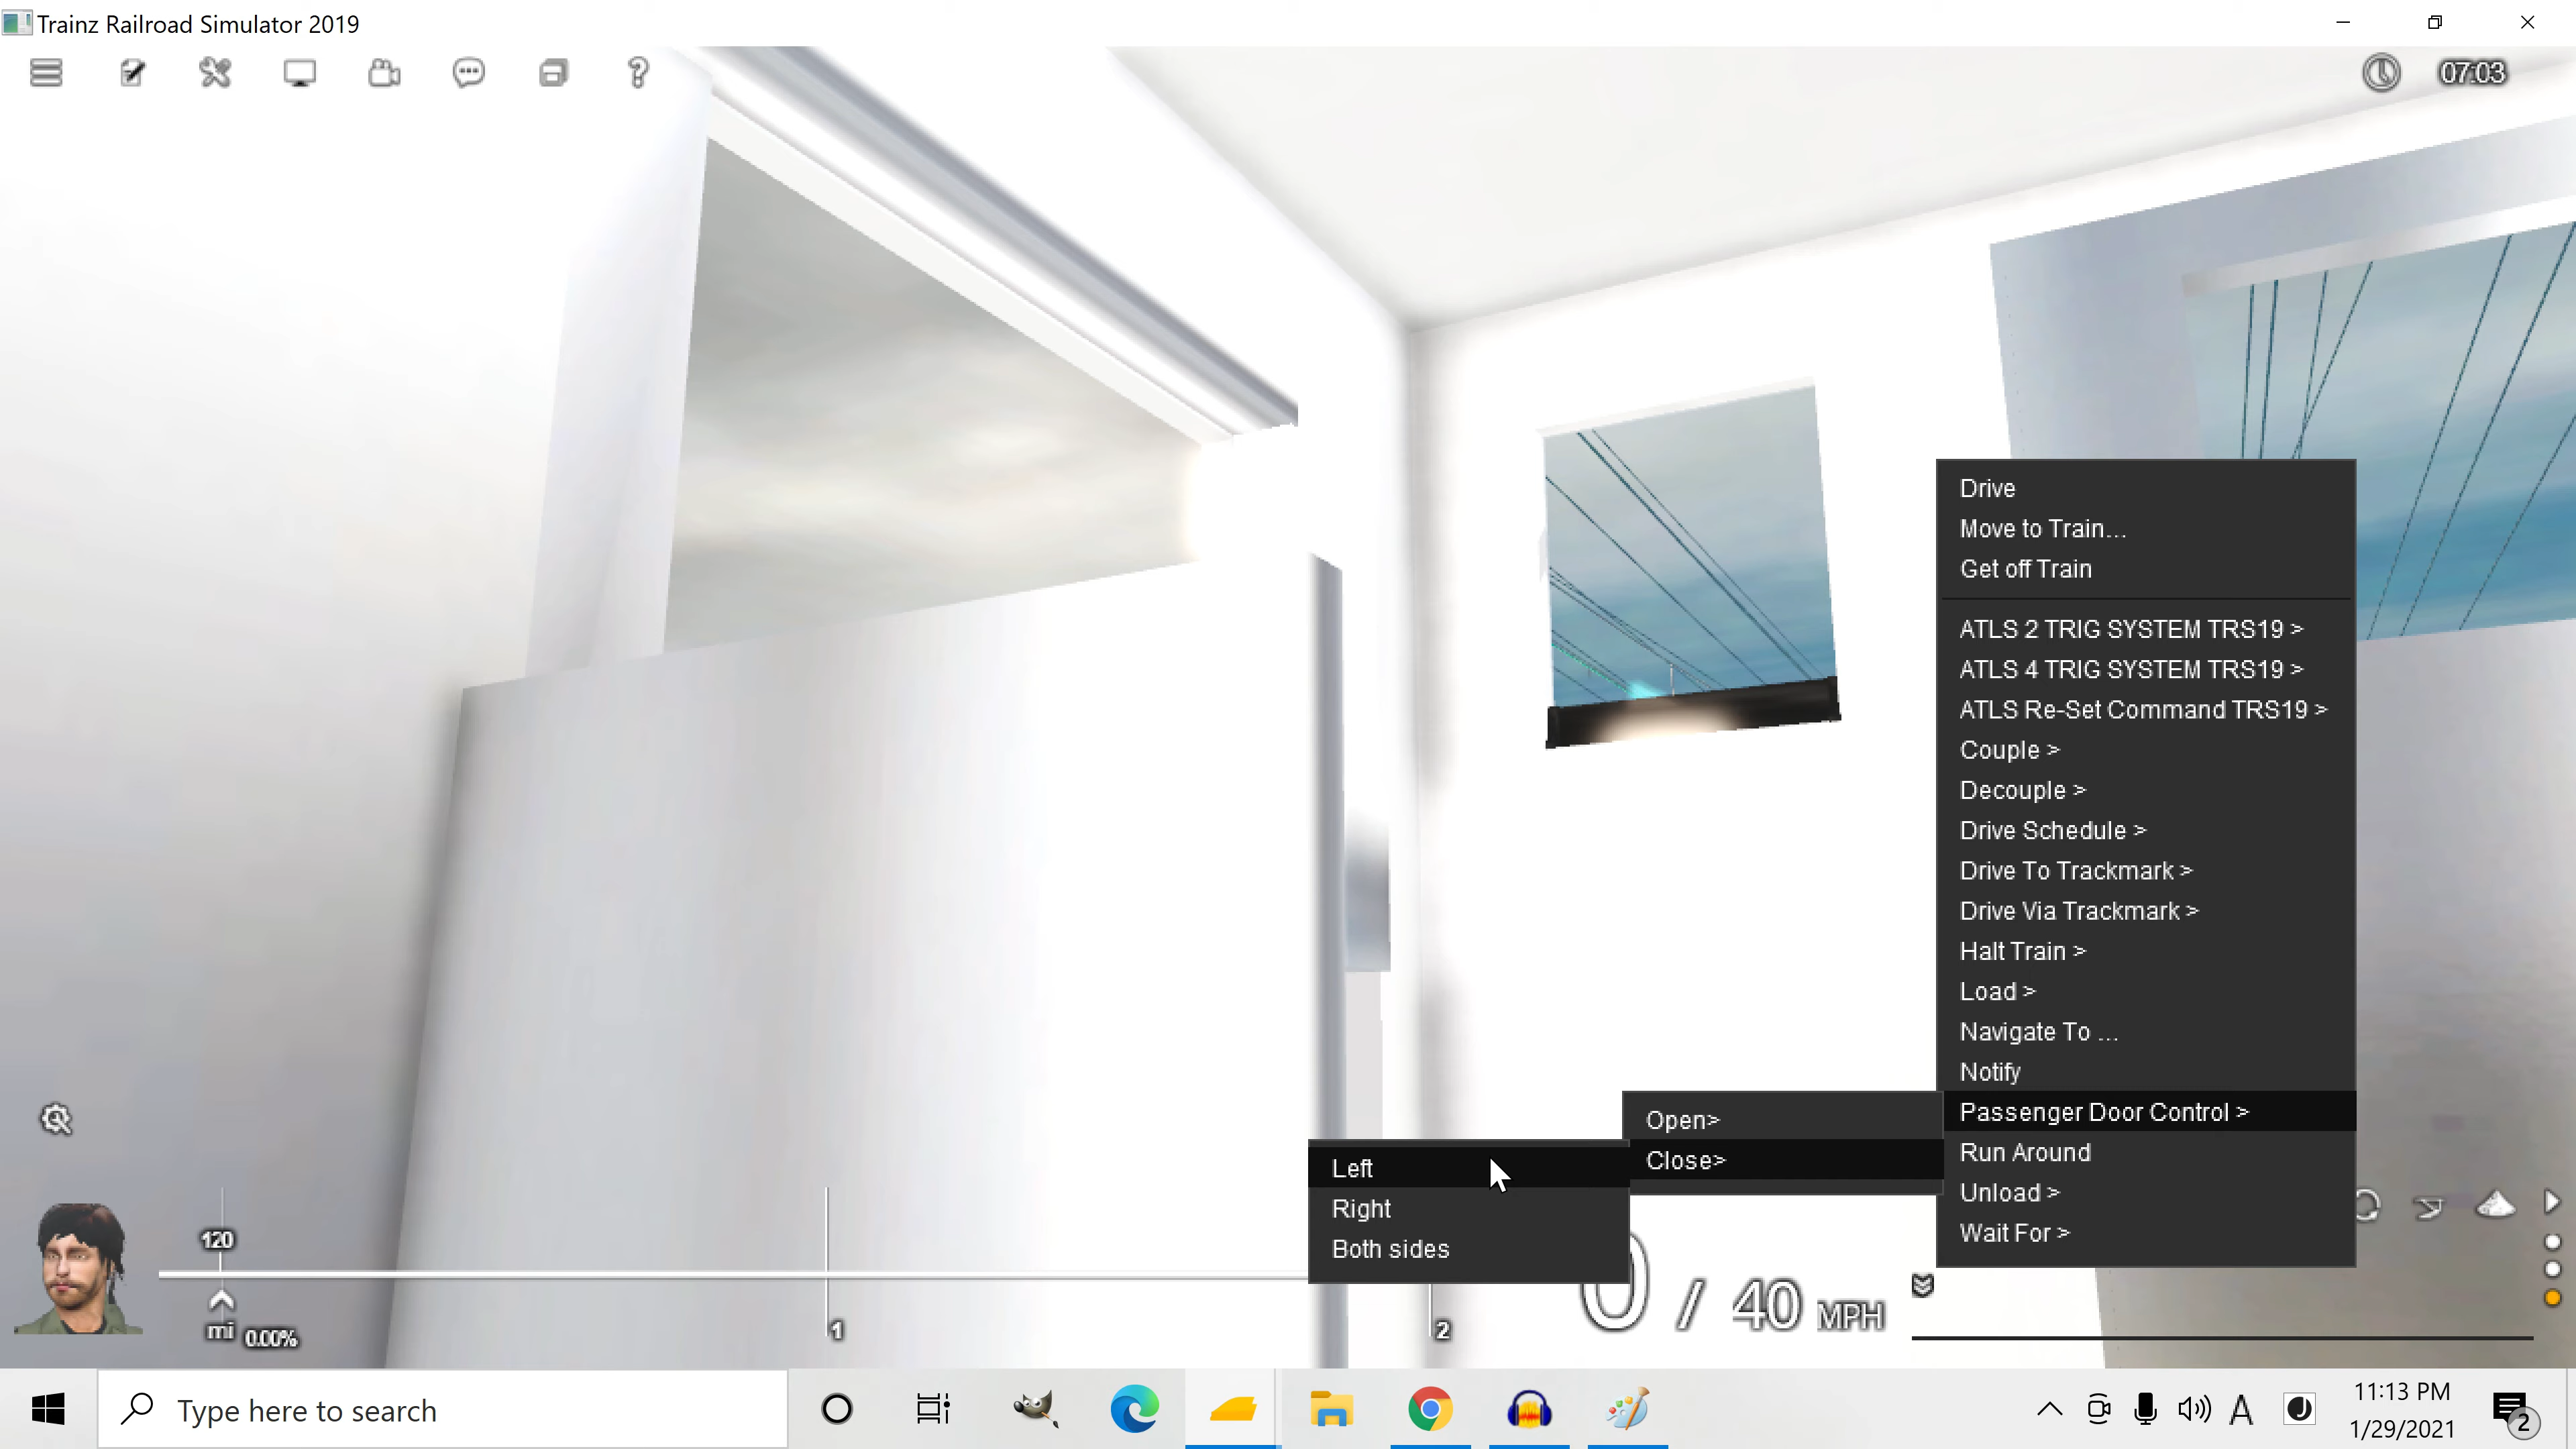 Trainz Railroad Simulator 2019
07:03
Drive
Move to Train...
Get off Train
ATLS 2 TRIG SYSTEM TRS19 >
ATLS 4 TRIG SYSTEM TRS19 >
ATLS Re-Set Command TRS19 >
Couple >
Decouple >
Drive Schedule >
Drive To Trackmark >
Drive Via Trackmark >
Halt Train >
Load >
Navigate To ...
Notify
Passenger Door Control >
Run Around
Unload >
Wait For >
Open>
Close>
Left
Right
Both sides
120
mi 0.00%
1
2
0 / 40 MPH
Type here to search
A
11:13 PM
1/29/2021
2